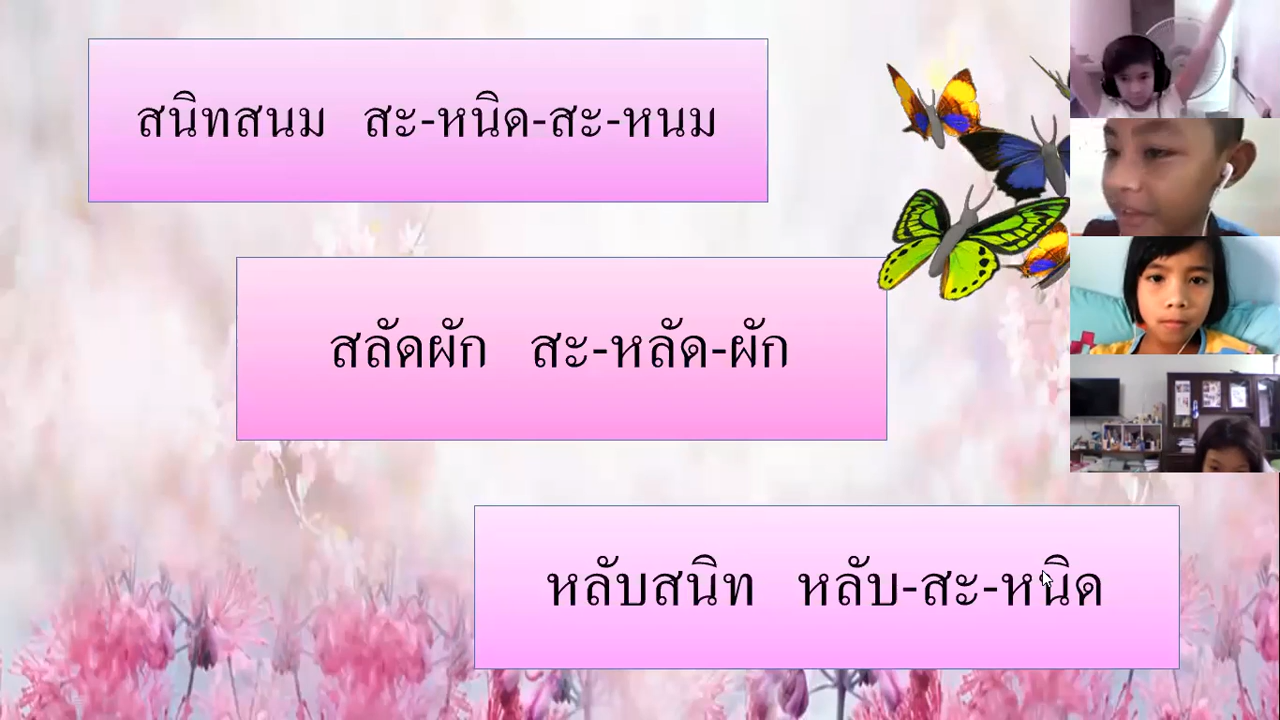 สนิทสนม สะ-หนิด-สะ-หนม
สลัดผัก สะ-หลัด-ผัก
หลับสนิท หลับ-สะ-หนิด